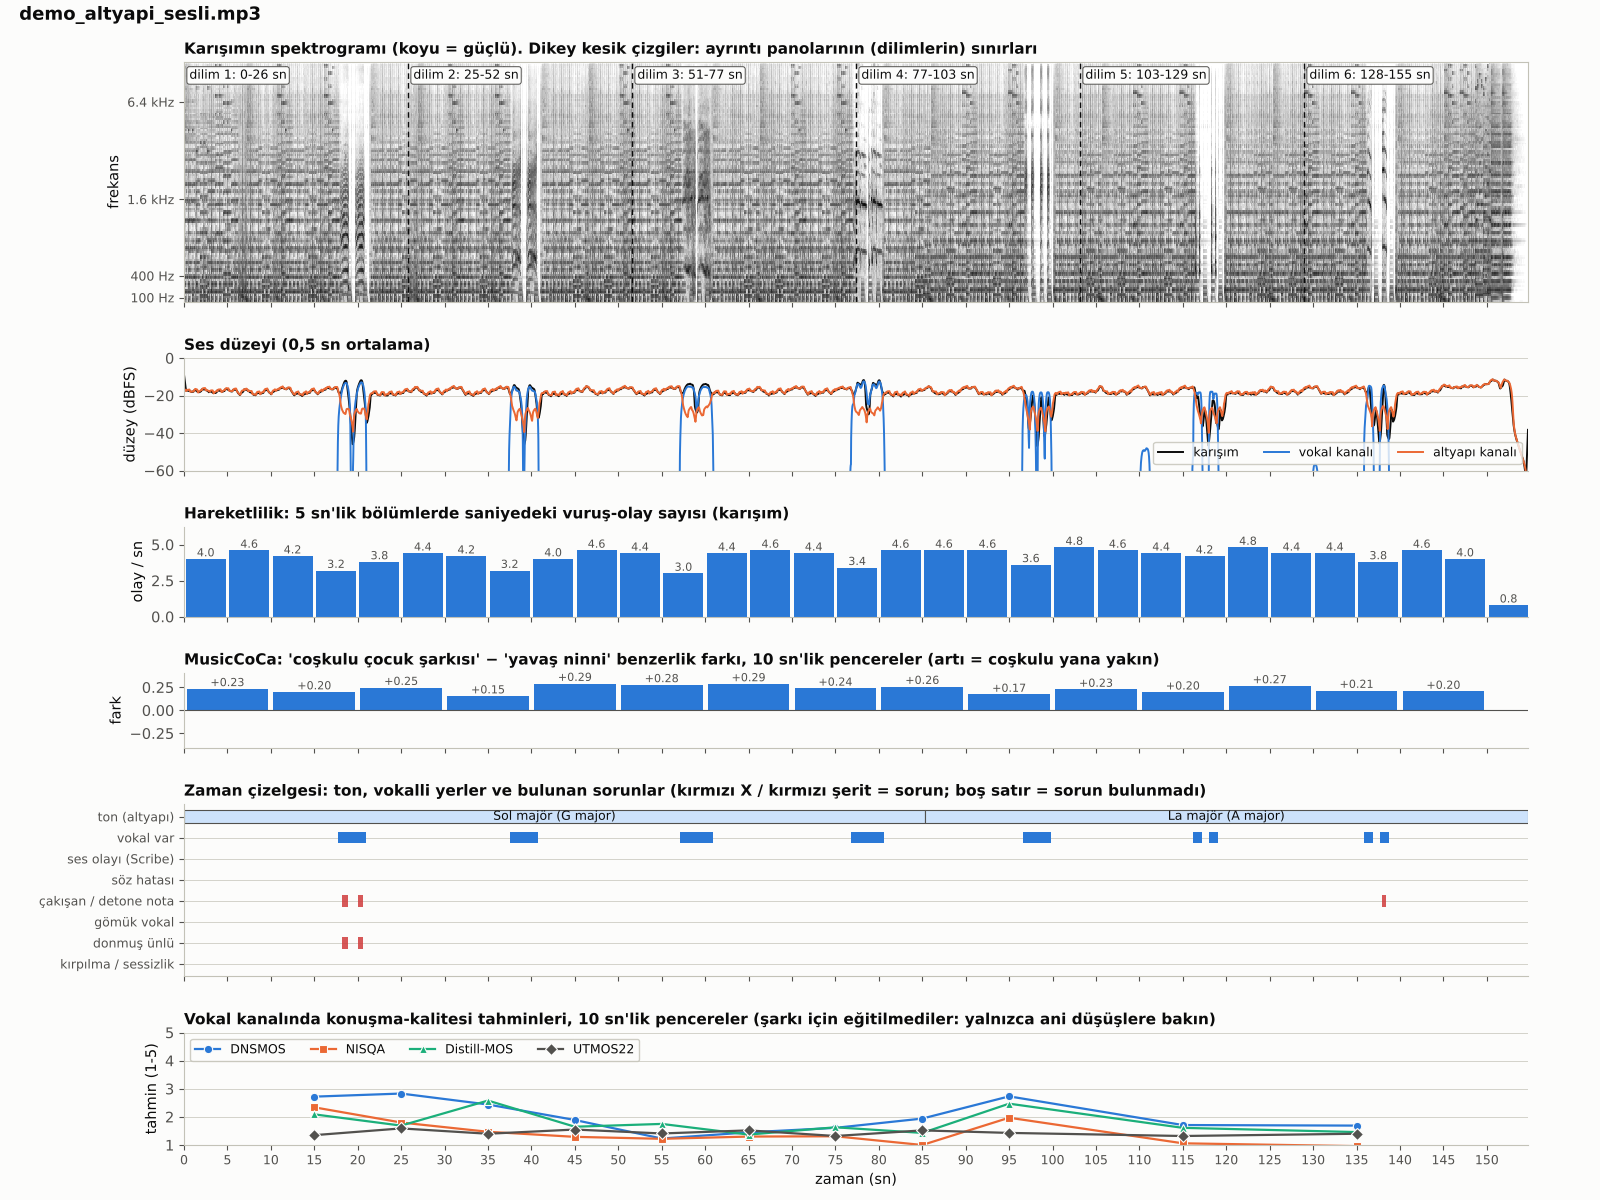 demo_altyapi_sesli.mp3
Karışımın spektrogramı (koyu = güçlü). Dikey kesik çizgiler: ayrıntı panolarının (dilimlerin) sınırları
dilim 1: 0-26 sn
dilim 2: 25-52 sn
dilim 3: 51-77 sn
dilim 4: 77-103 sn
dilim 5: 103-129 sn
dilim 6: 128-155 sn
frekans
6.4 kHz
1.6 kHz
400 Hz
100 Hz
Ses düzeyi (0,5 sn ortalama)
düzey (dBFS)
0
−20
−40
−60
karışım vokal kanalı altyapı kanalı
Hareketlilik: 5 sn'lik bölümlerde saniyedeki vuruş-olay sayısı (karışım)
olay / sn
5.0
2.5
0.0
4.0 4.6 4.2 3.2 3.8 4.4 4.2 3.2 4.0 4.6 4.4 3.0 4.4 4.6 4.4 3.4 4.6 4.6 4.6 3.6 4.8 4.6 4.4 4.2 4.8 4.4 4.4 3.8 4.6 4.0 0.8
MusicCoCa: 'coşkulu çocuk şarkısı' − 'yavaş ninni' benzerlik farkı, 10 sn'lik pencereler (artı = coşkulu yana yakın)
fark
0.25
0.00
−0.25
+0.23 +0.20 +0.25 +0.15 +0.29 +0.28 +0.29 +0.24 +0.26 +0.17 +0.23 +0.20 +0.27 +0.21 +0.20
Zaman çizelgesi: ton, vokalli yerler ve bulunan sorunlar (kırmızı X / kırmızı şerit = sorun; boş satır = sorun bulunmadı)
ton (altyapı)
Sol majör (G major)
La majör (A major)
vokal var
ses olayı (Scribe)
söz hatası
çakışan / detone nota
gömük vokal
donmuş ünlü
kırpılma / sessizlik
Vokal kanalında konuşma-kalitesi tahminleri, 10 sn'lik pencereler (şarkı için eğitilmediler: yalnızca ani düşüşlere bakın)
tahmin (1-5)
5
4
3
2
1
DNSMOS NISQA Distill-MOS UTMOS22
0 5 10 15 20 25 30 35 40 45 50 55 60 65 70 75 80 85 90 95 100 105 110 115 120 125 130 135 140 145 150
zaman (sn)